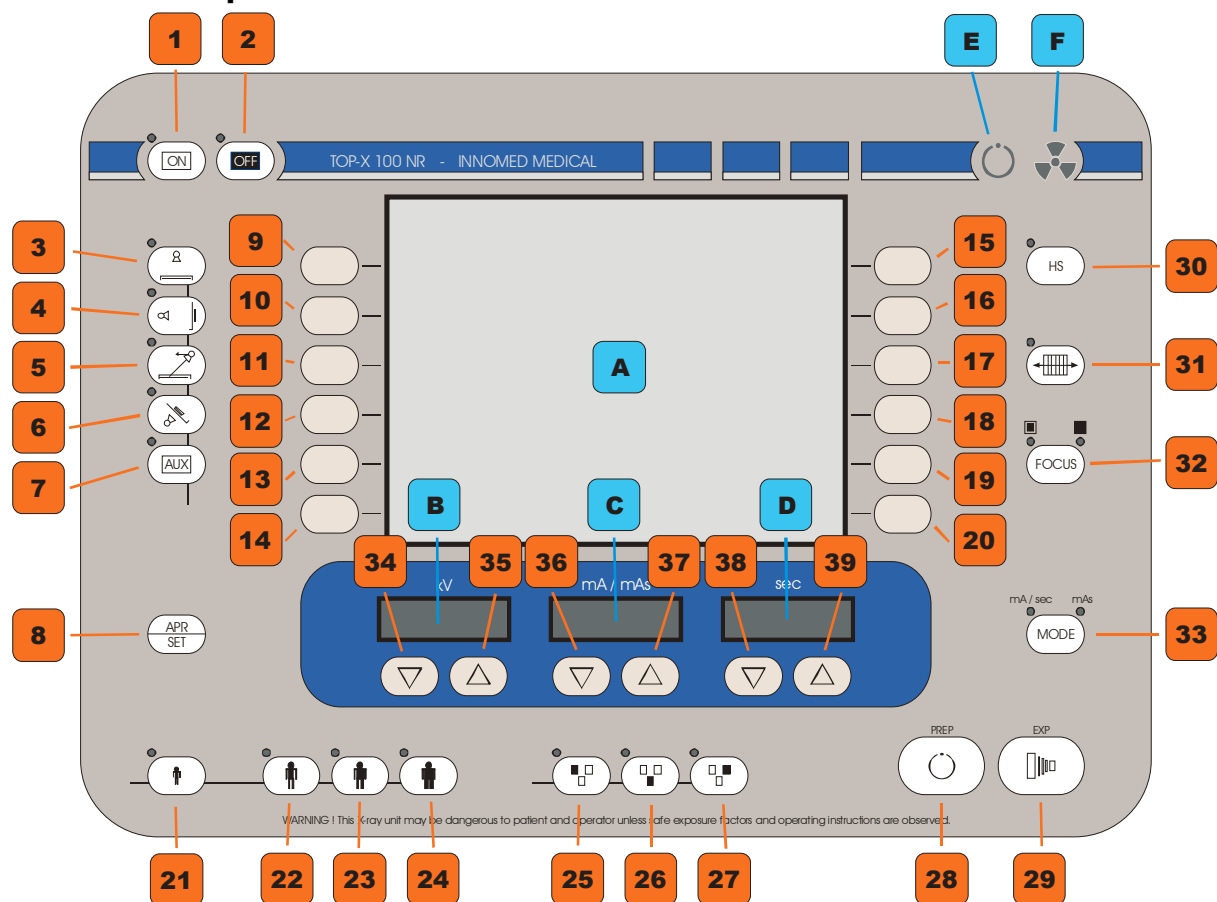 1 2 E F
ON OFF TOP-X 100 NR - INNOMED MEDICAL
3 9 15 30
HS
4 10 16
5 11 A 17 31
6 12 18
FOCUS 32
7 AUX 13 19
B C D
14 20
34 35 36 37 38 39
kV mA / mAs sec
mA / sec mAs
8 APR
SET
MODE 33
PREP EXP
WARNING ! This X-ray unit may be dangerous to patient and operator unless safe exposure factors and operating instructions are observed.
21 22 23 24 25 26 27 28 29